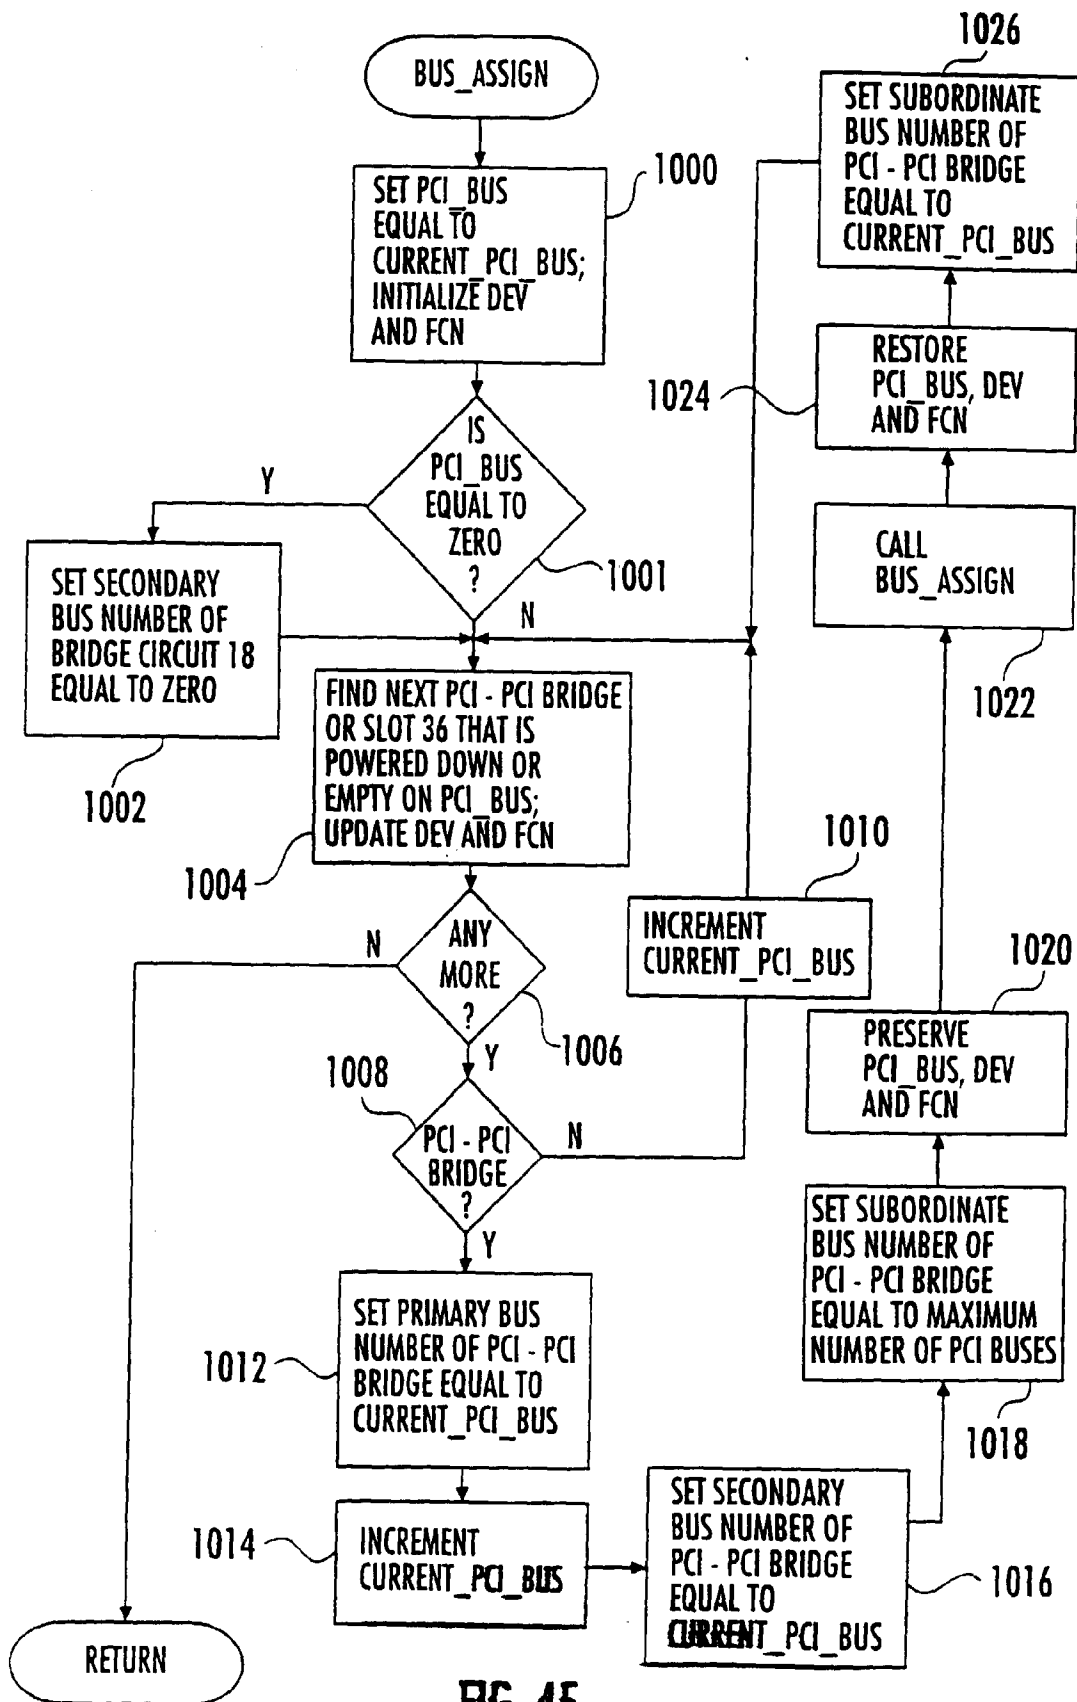 BUS_ASSIGN
1000
SET PCI_BUS
EQUAL TO
CURRENT_PCI_BUS;
INITIALIZE DEV
AND FCN
IS
PCI_BUS
EQUAL TO
ZERO
?
1001
Y
N
SET SECONDARY
BUS NUMBER OF
BRIDGE CIRCUIT 18
EQUAL TO ZERO
1002
FIND NEXT PCI - PCI BRIDGE
OR SLOT 36 THAT IS
POWERED DOWN OR
EMPTY ON PCI_BUS;
UPDATE DEV AND FCN
1004
ANY
MORE
?
1006
N
Y
1008
PCI - PCI
BRIDGE
?
N
Y
1010
INCREMENT
CURRENT_PCI_BUS
SET PRIMARY BUS
NUMBER OF PCI - PCI
BRIDGE EQUAL TO
CURRENT_PCI_BUS
1012
INCREMENT
CURRENT_PCI_BUS
1014
SET SECONDARY
BUS NUMBER OF
PCI - PCI BRIDGE
EQUAL TO
CURRENT_PCI_BUS
1016
SET SUBORDINATE
BUS NUMBER OF
PCI - PCI BRIDGE
EQUAL TO MAXIMUM
NUMBER OF PCI BUSES
1018
1020
PRESERVE
PCI_BUS, DEV
AND FCN
CALL
BUS_ASSIGN
1022
RESTORE
PCI_BUS, DEV
AND FCN
1024
1026
SET SUBORDINATE
BUS NUMBER OF
PCI - PCI BRIDGE
EQUAL TO
CURRENT_PCI_BUS
RETURN
FIG. 45